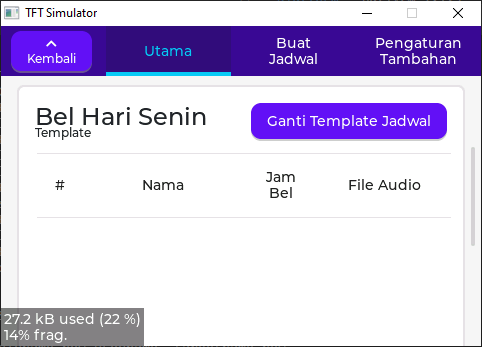 TFT Simulator
Kembali
Utama
Buat
Jadwal
Pengaturan
Tambahan
Bel Hari Senin
Template
Ganti Template Jadwal
#
Nama
Jam
Bel
File Audio
27.2 kB used (22 %)
14% frag.